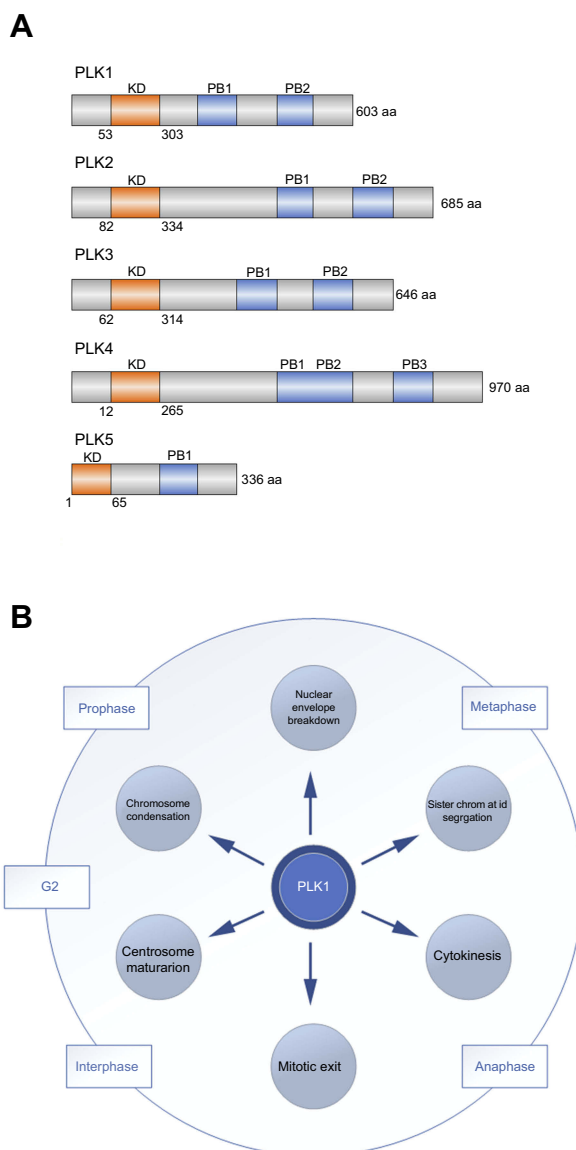 A
PLK1
KD PB1 PB2
603 aa
53 303
PLK2
KD PB1 PB2
685 aa
82 334
PLK3
KD PB1 PB2
646 aa
62 314
PLK4
KD PB1 PB2 PB3
970 aa
12 265
PLK5
KD PB1
336 aa
1 65
B
Nuclear
envelope
breakdown
Prophase
Metaphase
Chromosome
condensation
Sister chrom at id
segrgation
G2
PLK1
Centrosome
maturarion
Cytokinesis
Interphase
Mitotic exit
Anaphase